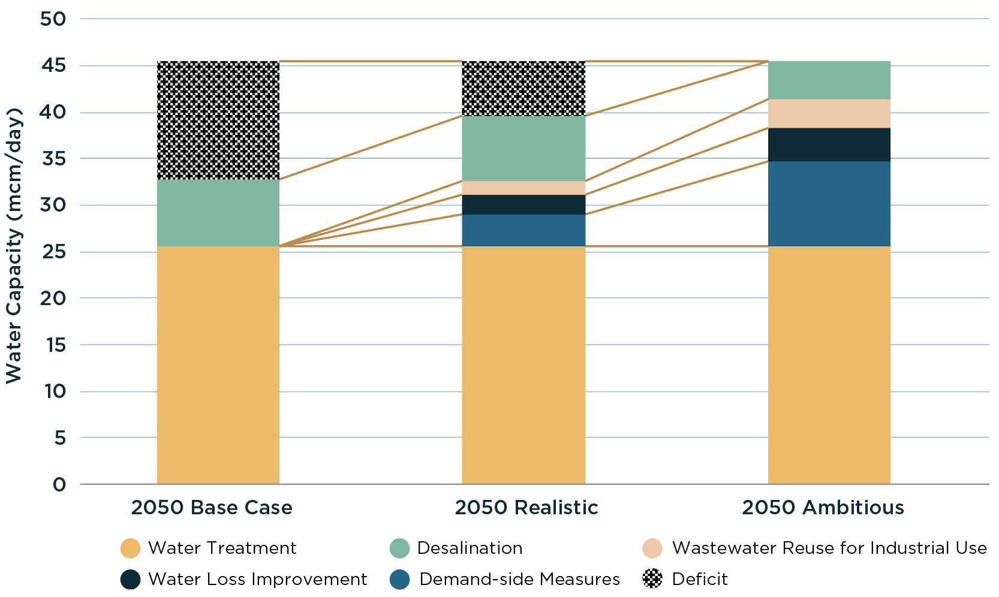 Water Capacity (mcm/day)
50
45
40
35
30
25
20
15
10
5
0
2050 Base Case
2050 Realistic
2050 Ambitious
Water Treatment
Desalination
Wastewater Reuse for Industrial Use
Water Loss Improvement
Demand-side Measures
Deficit